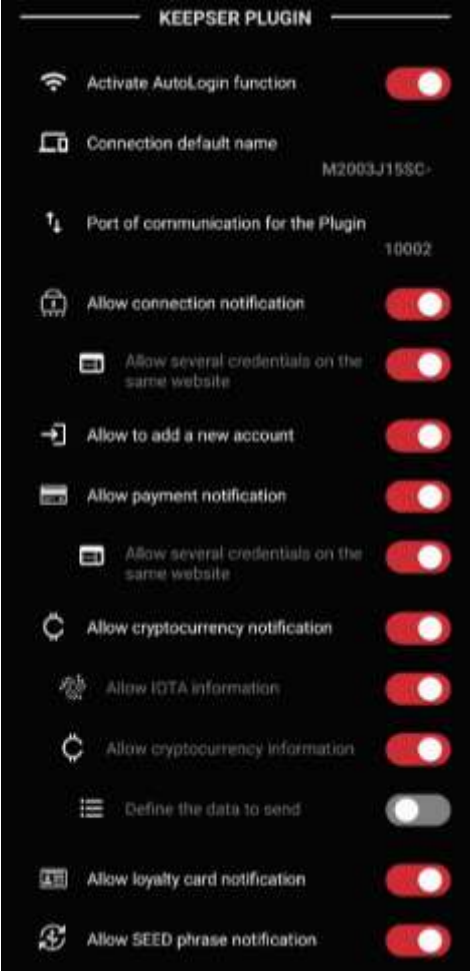 KEEPSER PLUGIN
Activate AutoLogin function
Connection default name
M2003J15SC-
Port of communication for the Plugin
10002
Allow connection notification
Allow several credentials on the
same website
Allow to add a new account
Allow payment notification
Allow several credentials on the
same website
Allow cryptocurrency notification
Allow IOTA information
Allow cryptocurrency information
Define the data to send
Allow loyalty card notification
Allow SEED phrase notification